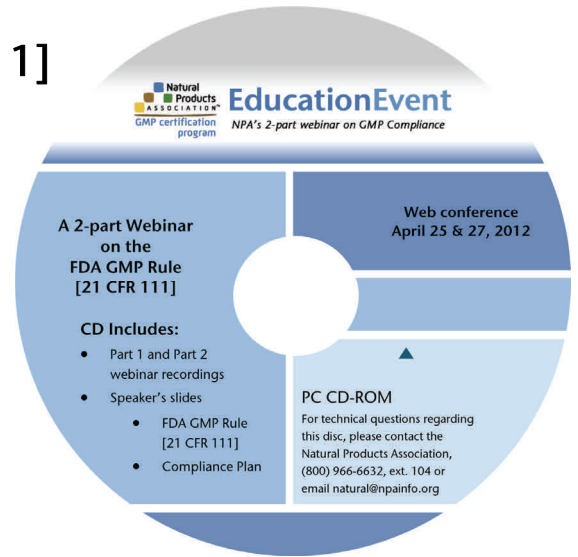 1]
Natural
Products
ASSOCIATION™
GMP certification
program
EducationEvent
NPA's 2-part webinar on GMP Compliance
A 2-part Webinar
on the
FDA GMP Rule
[21 CFR 111]
CD Includes:
• Part 1 and Part 2
webinar recordings
• Speaker's slides
• FDA GMP Rule
[21 CFR 111]
• Compliance Plan
Web conference
April 25 & 27, 2012
PC CD-ROM
For technical questions regarding
this disc, please contact the
Natural Products Association,
(800) 966-6632, ext. 104 or
email natural@npainfo.org